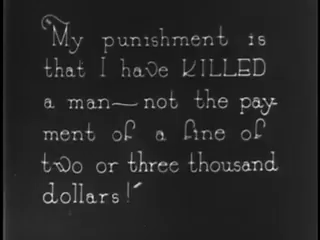 "My punishment is
that I have KILLED
a man—not the pay-
ment of a fine of
two or three thousand
dollars!"